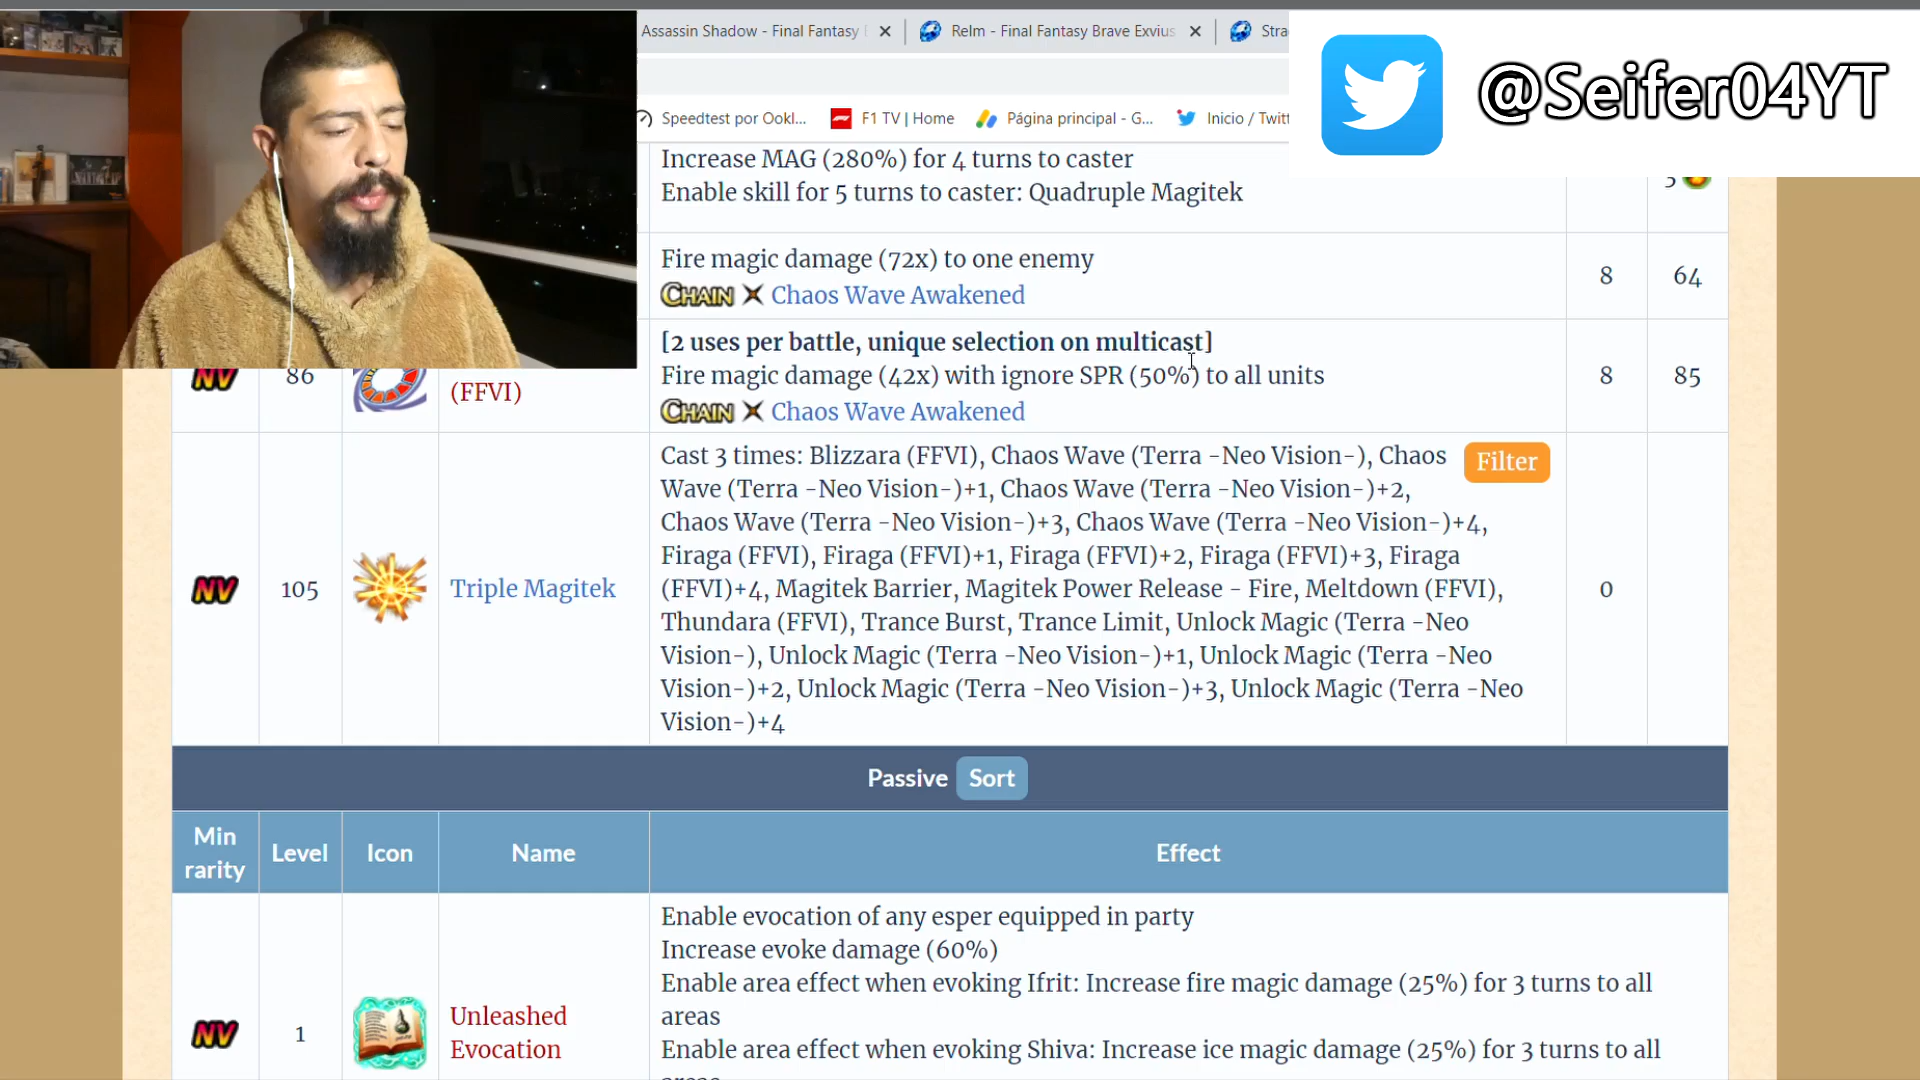 Assassin Shadow - Final Fantasy
Relm - Final Fantasy Brave Exvius
Stra
@Seifer04YT
Speedtest por Ookl...
F1 TV | Home
Página principal - G...
Inicio / Twitt
Increase MAG (280%) for 4 turns to caster
Enable skill for 5 turns to caster: Quadruple Magitek
3
Fire magic damage (72x) to one enemy
CHAIN Chaos Wave Awakened
8
64
NV
86
(FFVI)
[2 uses per battle, unique selection on multicast]
Fire magic damage (42x) with ignore SPR (50%) to all units
CHAIN Chaos Wave Awakened
8
85
NV
105
Triple Magitek
Cast 3 times: Blizzara (FFVI), Chaos Wave (Terra -Neo Vision-), Chaos
Wave (Terra -Neo Vision-)+1, Chaos Wave (Terra -Neo Vision-)+2,
Chaos Wave (Terra -Neo Vision-)+3, Chaos Wave (Terra -Neo Vision-)+4,
Firaga (FFVI), Firaga (FFVI)+1, Firaga (FFVI)+2, Firaga (FFVI)+3, Firaga
(FFVI)+4, Magitek Barrier, Magitek Power Release - Fire, Meltdown (FFVI),
Thundara (FFVI), Trance Burst, Trance Limit, Unlock Magic (Terra -Neo
Vision-), Unlock Magic (Terra -Neo Vision-)+1, Unlock Magic (Terra -Neo
Vision-)+2, Unlock Magic (Terra -Neo Vision-)+3, Unlock Magic (Terra -Neo
Vision-)+4
Filter
0
Passive Sort
Min
rarity
Level
Icon
Name
Effect
NV
1
Unleashed
Evocation
Enable evocation of any esper equipped in party
Increase evoke damage (60%)
Enable area effect when evoking Ifrit: Increase fire magic damage (25%) for 3 turns to all
areas
Enable area effect when evoking Shiva: Increase ice magic damage (25%) for 3 turns to all